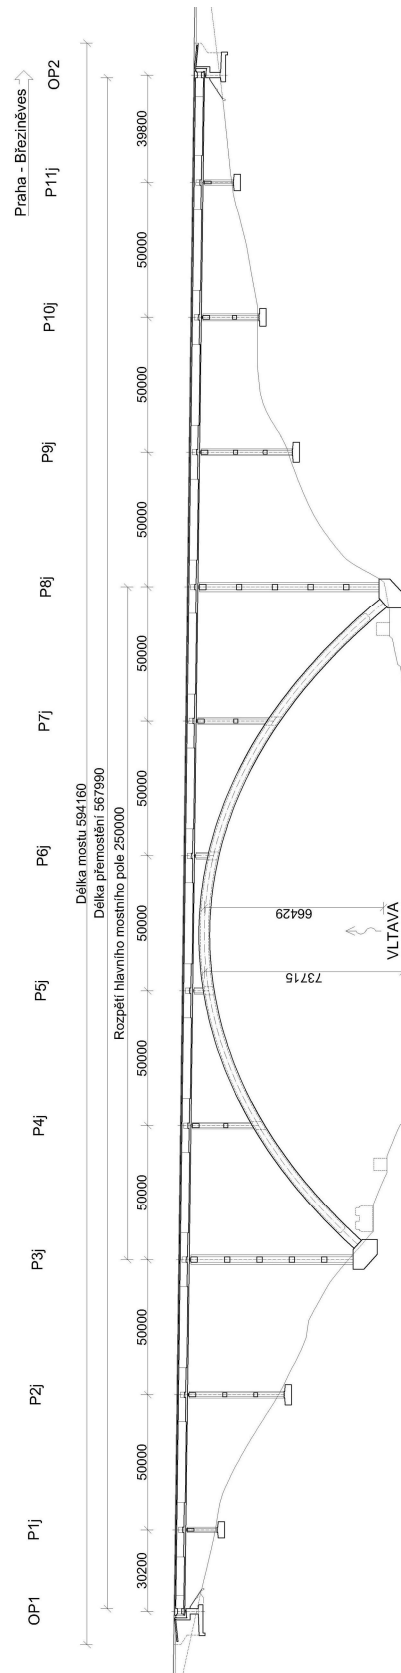 Praha - Březiněves
OP1
P1j
P2j
P3j
P4j
P5j
P6j
P7j
P8j
P9j
P10j
P11j
OP2
Délka mostu 594160
Délka přemostění 567990
Rozpětí hlavního mostního pole 250000
30200
50000
50000
50000
50000
50000
50000
50000
50000
50000
50000
39800
73715
66429
VLTAVA